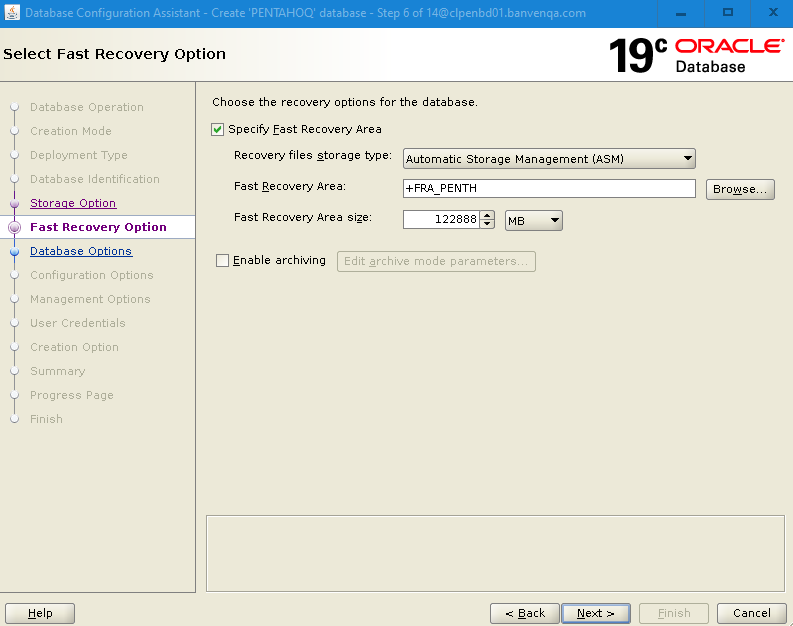 Database Configuration Assistant - Create 'PENTAHOQ' database - Step 6 of 14@clpenbd01.banvenqa.com
Select Fast Recovery Option
19c ORACLE
Database
Database Operation
Creation Mode
Deployment Type
Database Identification
Storage Option
Fast Recovery Option
Database Options
Configuration Options
Management Options
User Credentials
Creation Option
Summary
Progress Page
Finish
Choose the recovery options for the database.
Specify Fast Recovery Area
Recovery files storage type: Automatic Storage Management (ASM)
Fast Recovery Area: +FRA_PENTH Browse...
Fast Recovery Area size: 122888 MB
Enable archiving Edit archive mode parameters...
Help < Back Next > Finish Cancel